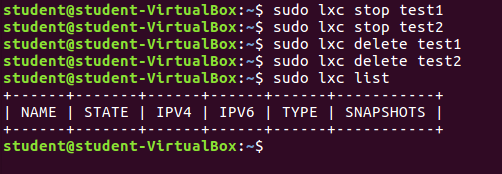 student@student-VirtualBox:~$ sudo lxc stop test1
student@student-VirtualBox:~$ sudo lxc stop test2
student@student-VirtualBox:~$ sudo lxc delete test1
student@student-VirtualBox:~$ sudo lxc delete test2
student@student-VirtualBox:~$ sudo lxc list
+------+-------+------+------+------+-----------+
| NAME | STATE | IPV4 | IPV6 | TYPE | SNAPSHOTS |
+------+-------+------+------+------+-----------+
student@student-VirtualBox:~$